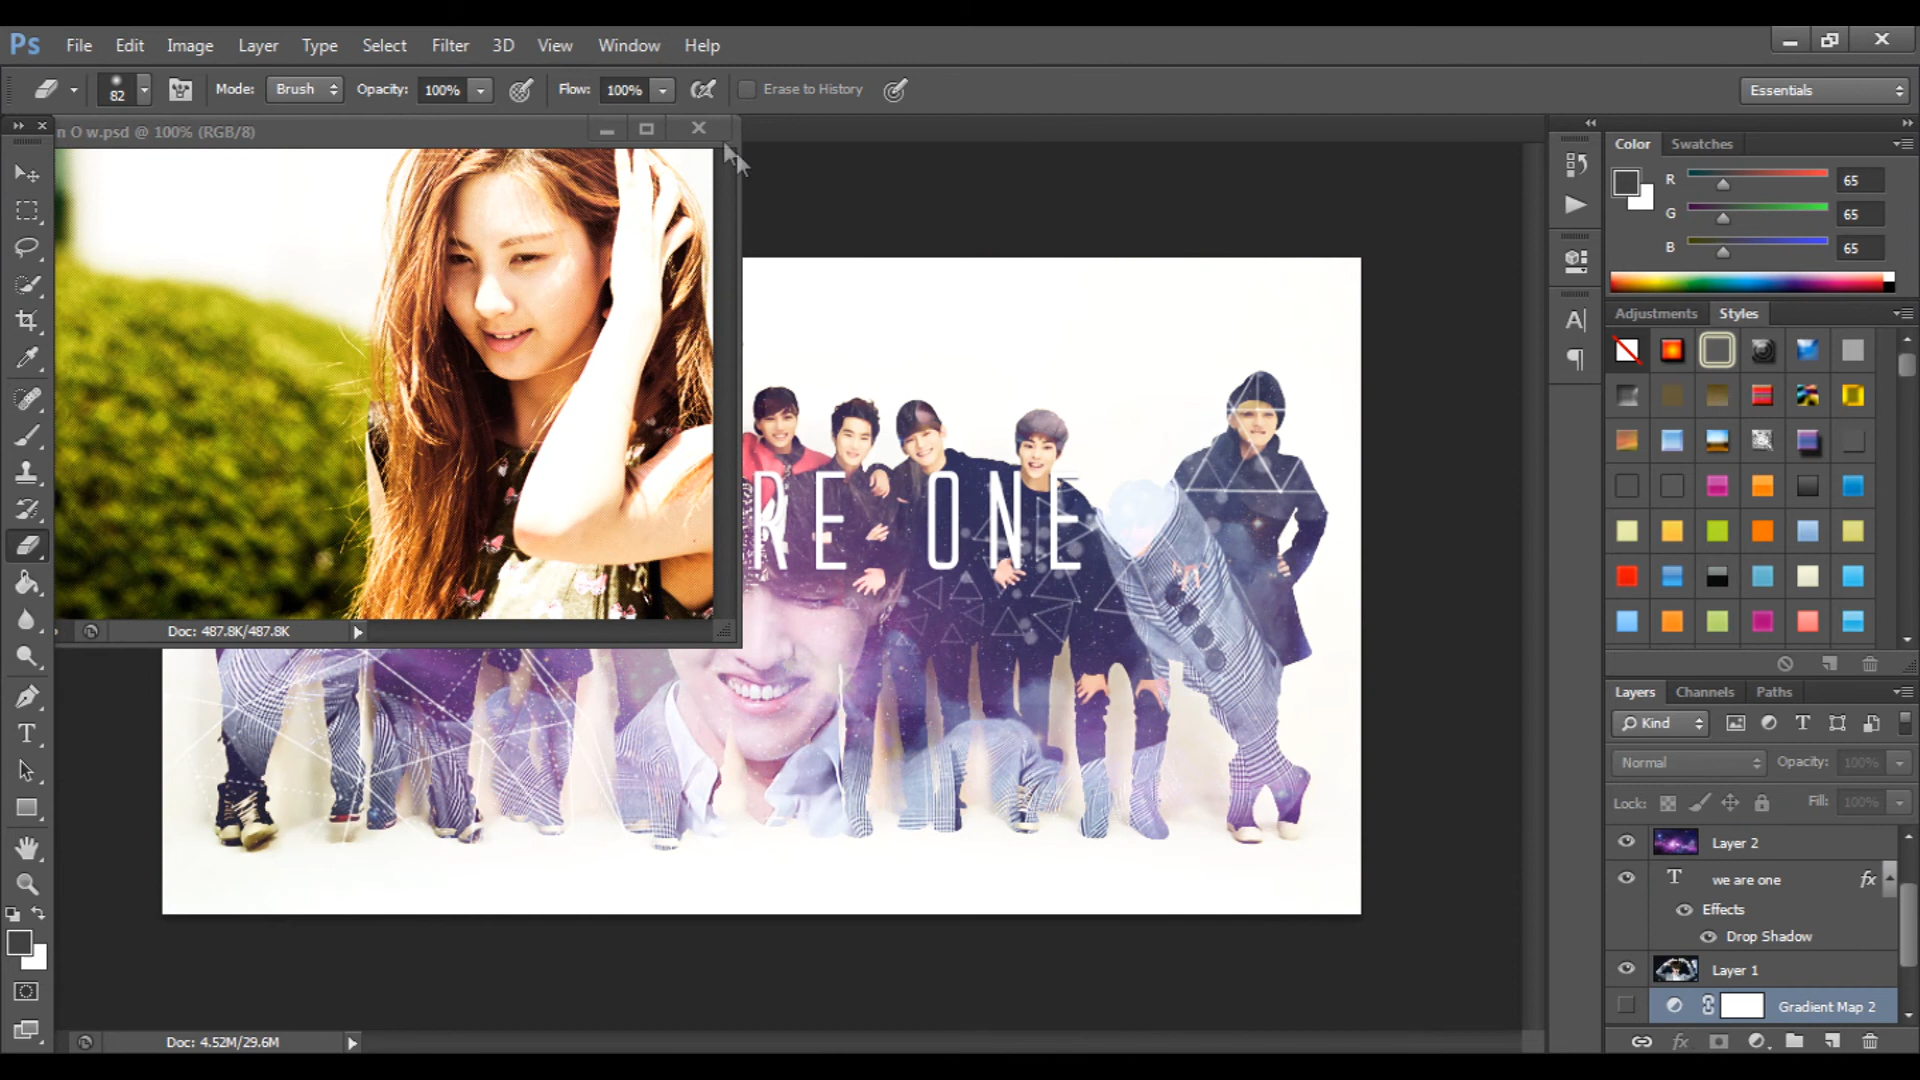 Ps File Edit Image Layer Type Select Filter 3D View Window Help
82 Mode: Brush Opacity: 100% Flow: 100% Erase to History Essentials
n O w.psd @ 100% (RGB/8)
Color Swatches
R 65
G 65
B 65
Adjustments Styles
RE ONE
Doc: 487.8K/487.8K
Layers Channels Paths
Kind
Normal Opacity: 100%
Lock: Fill: 100%
Layer 2
we are one fx
Effects
Drop Shadow
Layer 1
Gradient Map 2
Doc: 4.52M/29.6M
fx